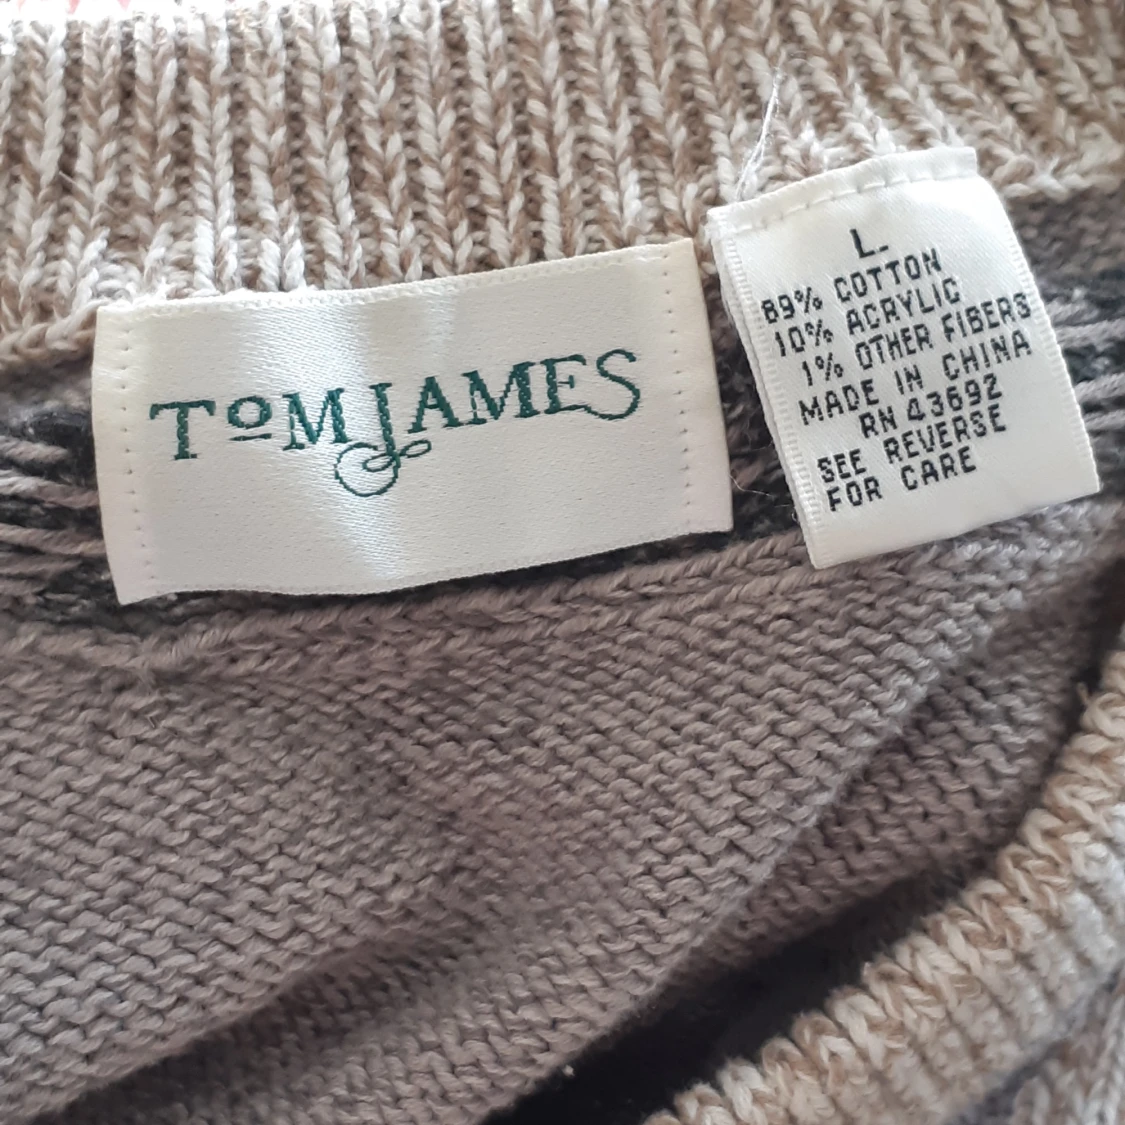 TOM JAMES
L.
89% COTTON
10% ACRYLIC
1% OTHER FIBERS
MADE IN CHINA
RN 43692
SEE REVERSE
FOR CARE